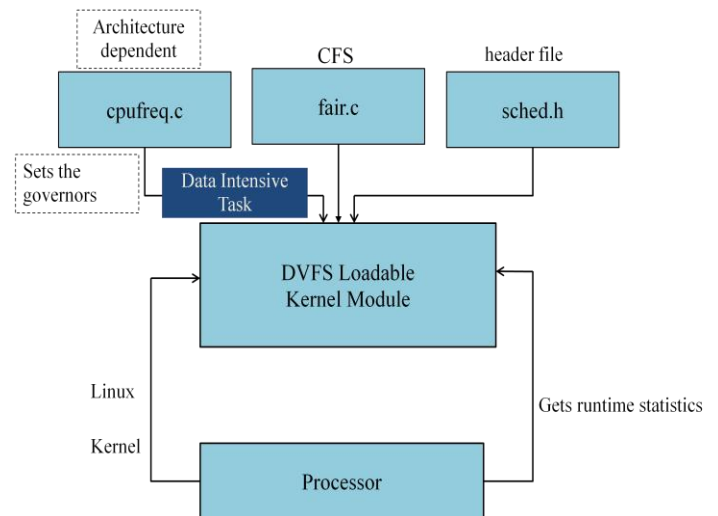 Architecture
dependent
CFS
header file
cpufreq.c
fair.c
sched.h
Sets the
governors
Data Intensive
Task
DVFS Loadable
Kernel Module
Linux
Kernel
Gets runtime statistics
Processor